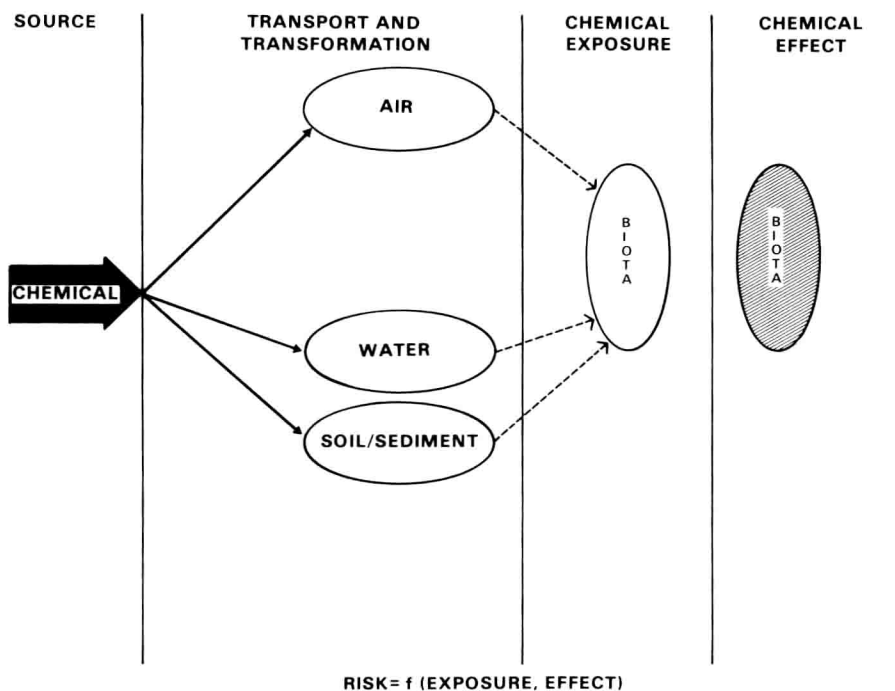 SOURCE
TRANSPORT AND
TRANSFORMATION
CHEMICAL
EXPOSURE
CHEMICAL
EFFECT
AIR
CHEMICAL
WATER
SOIL/SEDIMENT
BIOTA
BIOTA
RISK= f (EXPOSURE, EFFECT)